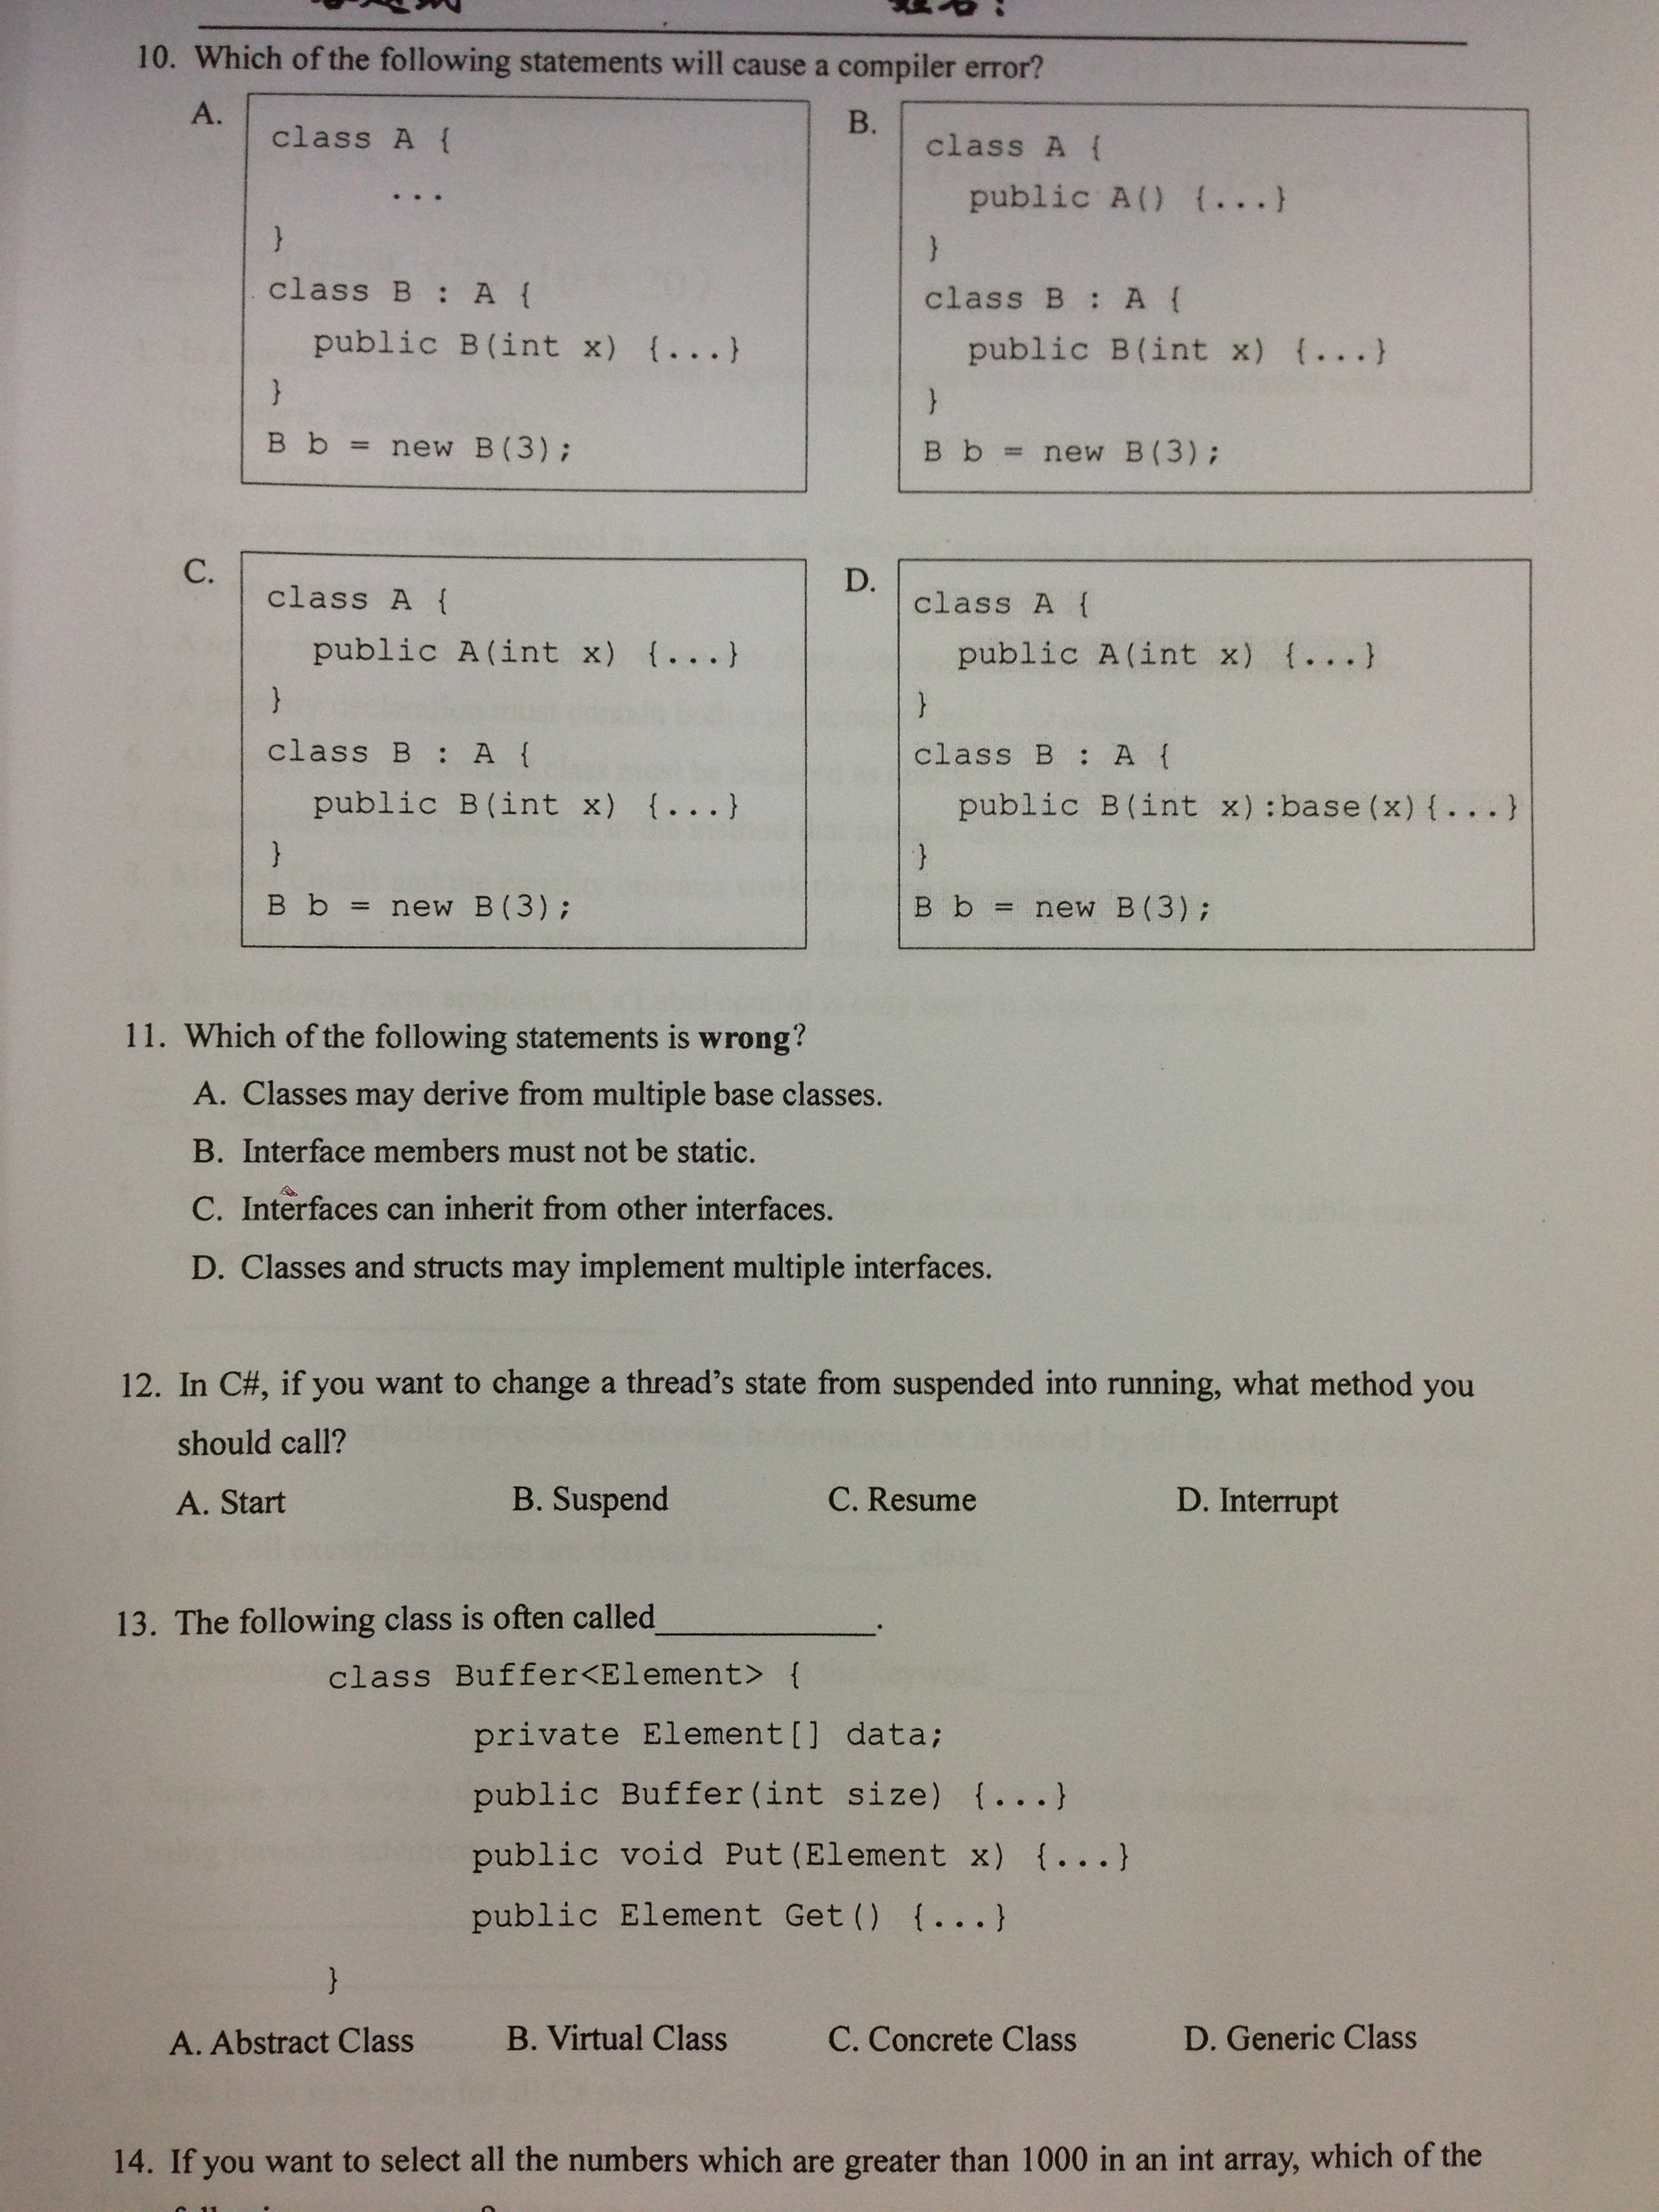 姓名：
10. Which of the following statements will cause a compiler error?
A.
class A {
...
}
class B : A {
public B(int x) {...}
}
B b = new B(3);
B.
class A {
public A() {...}
}
class B : A {
public B(int x) {...}
}
B b = new B(3);
C.
class A {
public A(int x) {...}
}
class B : A {
public B(int x) {...}
}
B b = new B(3);
D.
class A {
public A(int x) {...}
}
class B : A {
public B(int x):base(x){...}
}
B b = new B(3);
11. Which of the following statements is wrong?
A. Classes may derive from multiple base classes.
B. Interface members must not be static.
C. Interfaces can inherit from other interfaces.
D. Classes and structs may implement multiple interfaces.
12. In C#, if you want to change a thread's state from suspended into running, what method you
should call?
A. Start B. Suspend C. Resume D. Interrupt
13. The following class is often called____________.
class Buffer<Element> {
private Element[] data;
public Buffer(int size) {...}
public void Put(Element x) {...}
public Element Get() {...}
}
A. Abstract Class B. Virtual Class C. Concrete Class D. Generic Class
14. If you want to select all the numbers which are greater than 1000 in an int array, which of the